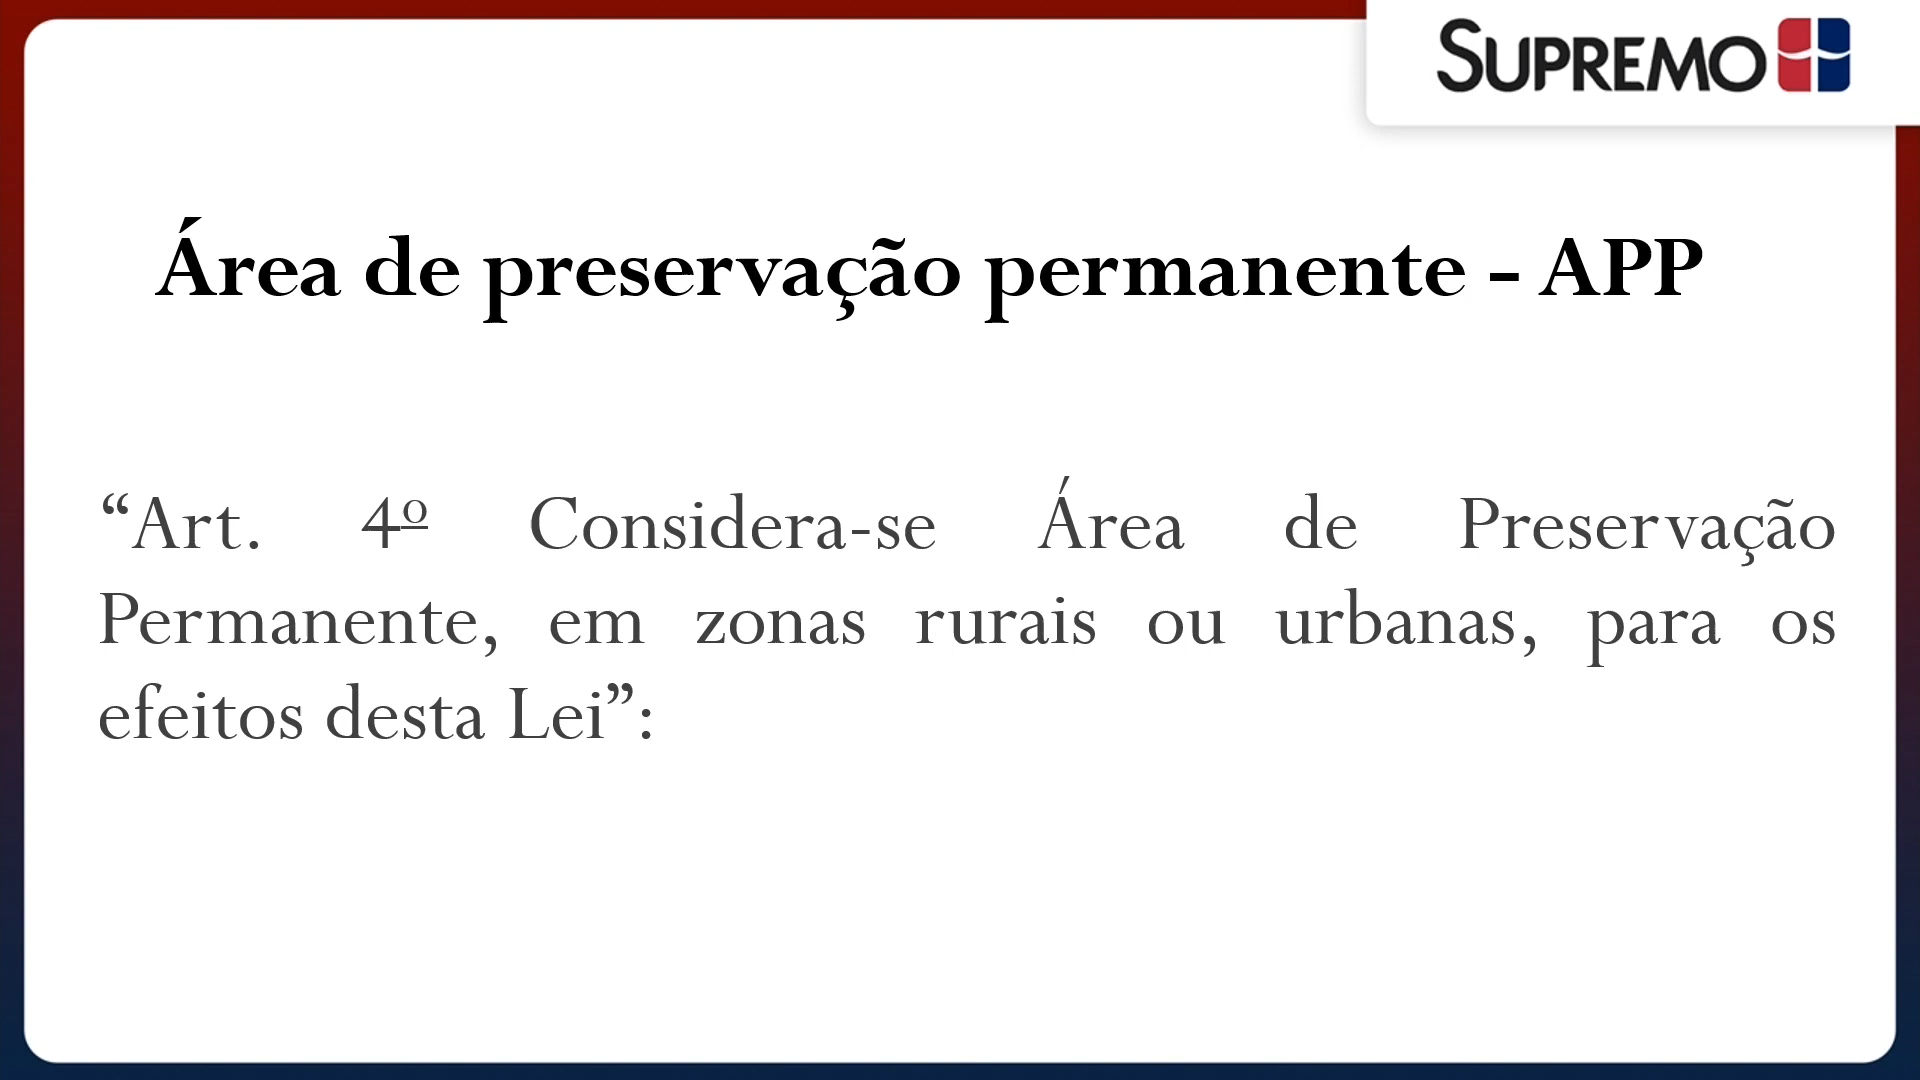 SUPREMO
Área de preservação permanente - APP
“Art. 4º Considera-se Área de Preservação
Permanente, em zonas rurais ou urbanas, para os
efeitos desta Lei”: